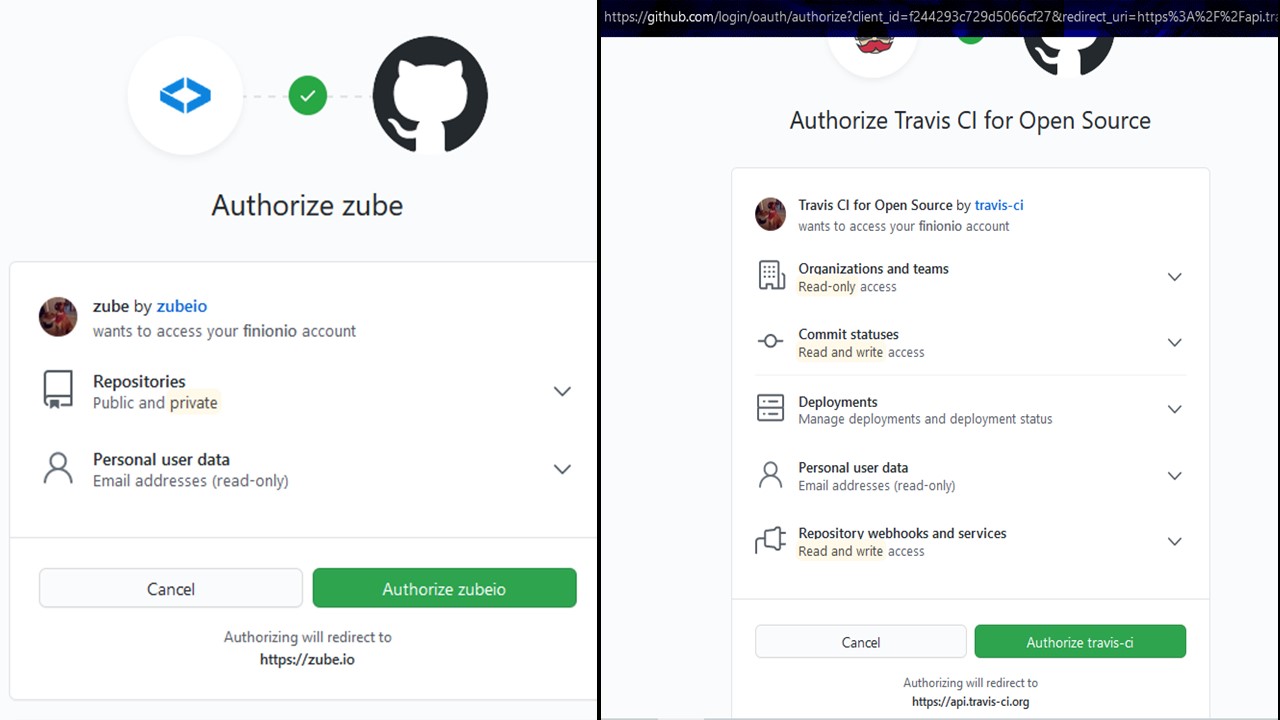 Authorize zube
zube by zubeio
wants to access your finionio account
Repositories
Public and private
Personal user data
Email addresses (read-only)
Cancel
Authorize zubeio
Authorizing will redirect to
https://zube.io
https://github.com/login/oauth/authorize?client_id=f244293c729d5066cf27&redirect_uri=https%3A%2F%2Fapi.tra
Authorize Travis CI for Open Source
Travis CI for Open Source by travis-ci
wants to access your finionio account
Organizations and teams
Read-only access
Commit statuses
Read and write access
Deployments
Manage deployments and deployment status
Personal user data
Email addresses (read-only)
Repository webhooks and services
Read and write access
Cancel
Authorize travis-ci
Authorizing will redirect to
https://api.travis-ci.org